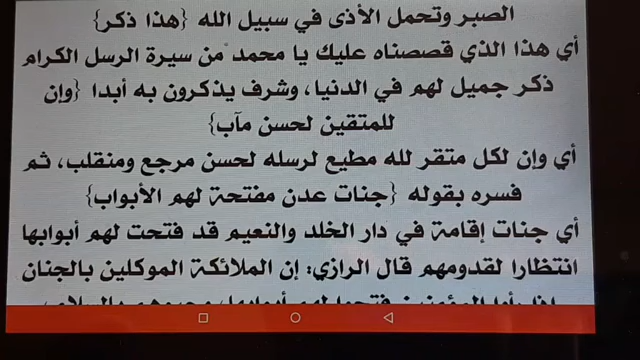 الصبر وتحمل الأذى في سبيل الله {هذا ذكر}
أي هذا الذي قصصناه عليك يا محمد من سيرة الرسل الكرام
ذكر جميل لهم في الدنيا، وشرف يذكرون به أبدا {وإن
للمتقين لحسن مآب}
أي وإن لكل متقر لله مطيع لرسله لحسن مرجع ومنقلب، ثم
فسره بقوله {جنات عدن مفتحة لهم الأبواب}
أي جنات إقامة في دار الخلد والنعيم قد فتحت لهم أبوابها
انتظارا لقدومهم قال الرازي: إن الملائكة الموكلين بالجنان